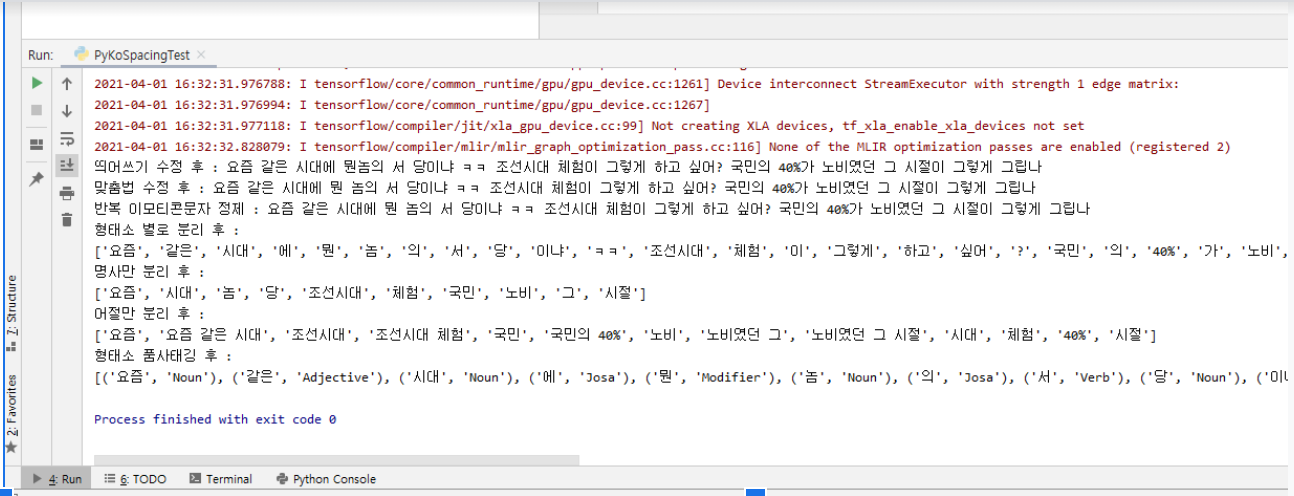 Run: PyKoSpacingTest ×
2021-04-01 16:32:31.976788: I tensorflow/core/common_runtime/gpu/gpu_device.cc:1261] Device interconnect StreamExecutor with strength 1 edge matrix:
2021-04-01 16:32:31.976994: I tensorflow/core/common_runtime/gpu/gpu_device.cc:1267]
2021-04-01 16:32:31.977118: I tensorflow/compiler/jit/xla_gpu_device.cc:99] Not creating XLA devices, tf_xla_enable_xla_devices not set
2021-04-01 16:32:32.828079: I tensorflow/compiler/mlir/mlir_graph_optimization_pass.cc:116] None of the MLIR optimization passes are enabled (registered 2)
띄어쓰기 수정 후 : 요즘 같은 시대에 뭔놈의 서 당이냐 ㅋㅋ 조선시대 체험이 그렇게 하고 싶어? 국민의 40%가 노비였던 그 시절이 그렇게 그립나
맞춤법 수정 후 : 요즘 같은 시대에 뭔 놈의 서 당이냐 ㅋㅋ 조선시대 체험이 그렇게 하고 싶어? 국민의 40%가 노비였던 그 시절이 그렇게 그립나
반복 이모티콘문자 정제 : 요즘 같은 시대에 뭔 놈의 서 당이냐 ㅋㅋ 조선시대 체험이 그렇게 하고 싶어? 국민의 40%가 노비였던 그 시절이 그렇게 그립나
형태소 별로 분리 후 :
['요즘', '같은', '시대', '에', '뭔', '놈', '의', '서', '당', '이냐', 'ㅋㅋ', '조선시대', '체험', '이', '그렇게', '하고', '싶어', '?', '국민', '의', '40%', '가', '노비',
명사만 분리 후 :
['요즘', '시대', '놈', '당', '조선시대', '체험', '국민', '노비', '그', '시절']
어절만 분리 후 :
['요즘', '요즘 같은 시대', '조선시대', '조선시대 체험', '국민', '국민의 40%', '노비', '노비였던 그', '노비였던 그 시절', '시대', '체험', '40%', '시절']
형태소 품사태깅 후 :
[('요즘', 'Noun'), ('같은', 'Adjective'), ('시대', 'Noun'), ('에', 'Josa'), ('뭔', 'Modifier'), ('놈', 'Noun'), ('의', 'Josa'), ('서', 'Verb'), ('당', 'Noun'), ('이
Process finished with exit code 0
7: Structure
2: Favorites
4: Run 6: TODO Terminal Python Console